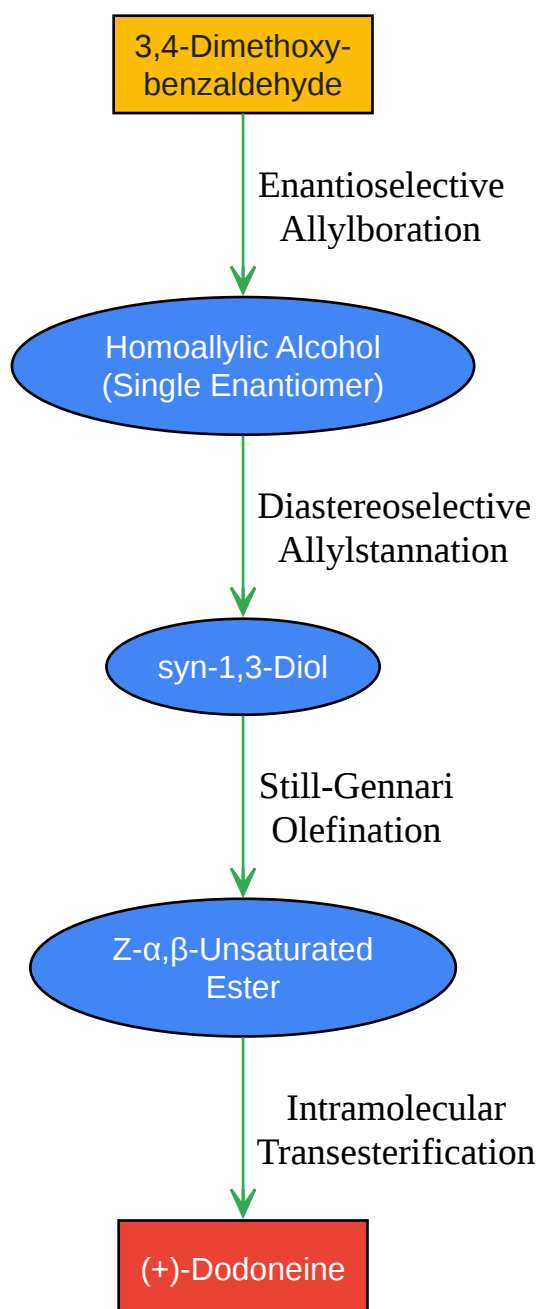 3,4-Dimethoxy-
benzaldehyde
Enantioselective
Allylboration
Homoallylic Alcohol
(Single Enantiomer)
Diastereoselective
Allylstannation
syn-1,3-Diol
Still-Gennari
Olefination
Z-α,β-Unsaturated
Ester
Intramolecular
Transesterification
(+)-Dodoneine